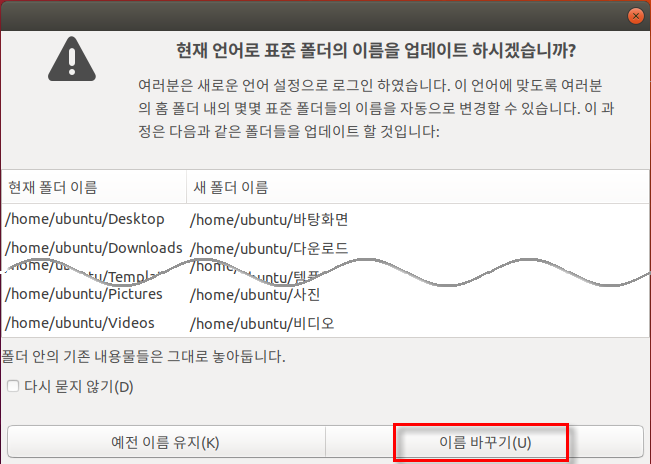 현재 언어로 표준 폴더의 이름을 업데이트 하시겠습니까?
여러분은 새로운 언어 설정으로 로그인 하였습니다. 이 언어에 맞도록 여러분
의 홈 폴더 내의 몇몇 표준 폴더들의 이름을 자동으로 변경할 수 있습니다. 이 과
정은 다음과 같은 폴더들을 업데이트 할 것입니다:
현재 폴더 이름 새 폴더 이름
/home/ubuntu/Desktop /home/ubuntu/바탕화면
/home/ubuntu/Downloads /home/ubuntu/다운로드
/home/ubuntu/Pictures /home/ubuntu/사진
/home/ubuntu/Videos /home/ubuntu/비디오
폴더 안의 기존 내용물들은 그대로 놓아둡니다.
다시 묻지 않기(D)
예전 이름 유지(K) 이름 바꾸기(U)